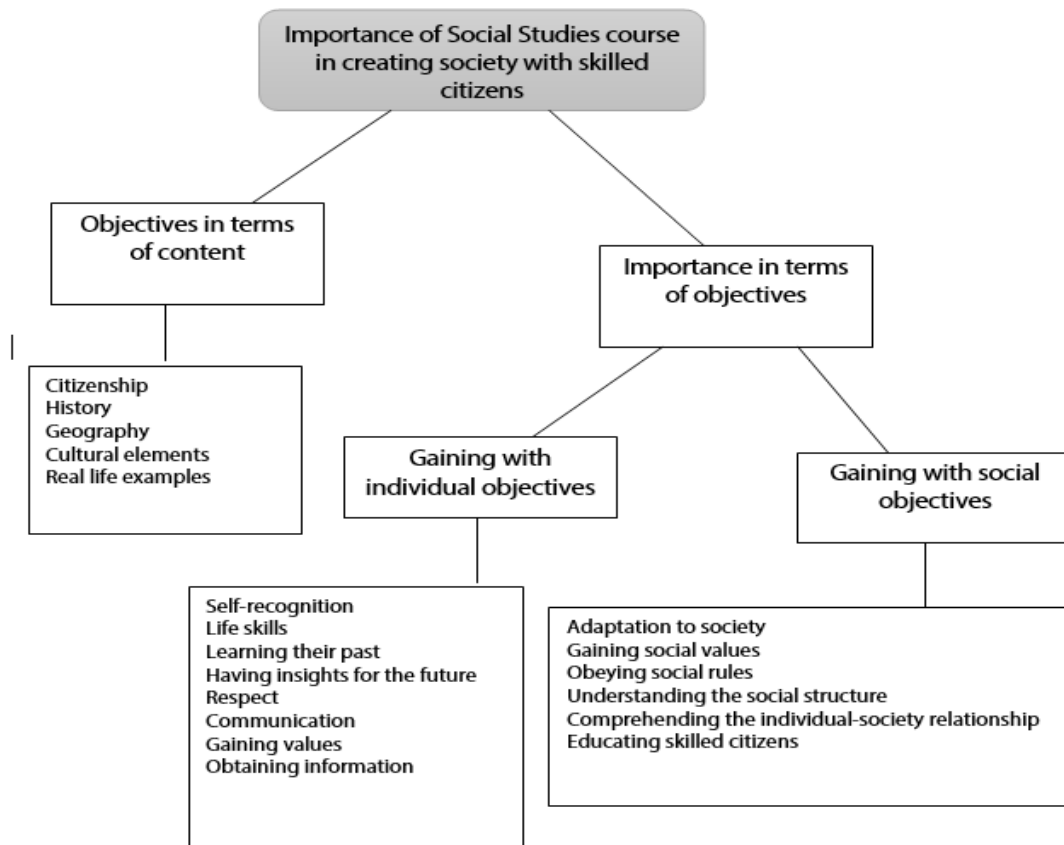 Importance of Social Studies course
in creating society with skilled
citizens
Objectives in terms
of content
Importance in terms
of objectives
Citizenship
History
Geography
Cultural elements
Real life examples
Gaining with
individual objectives
Gaining with social
objectives
Self-recognition
Life skills
Learning their past
Having insights for the future
Respect
Communication
Gaining values
Obtaining information
Adaptation to society
Gaining social values
Obeying social rules
Understanding the social structure
Comprehending the individual-society relationship
Educating skilled citizens